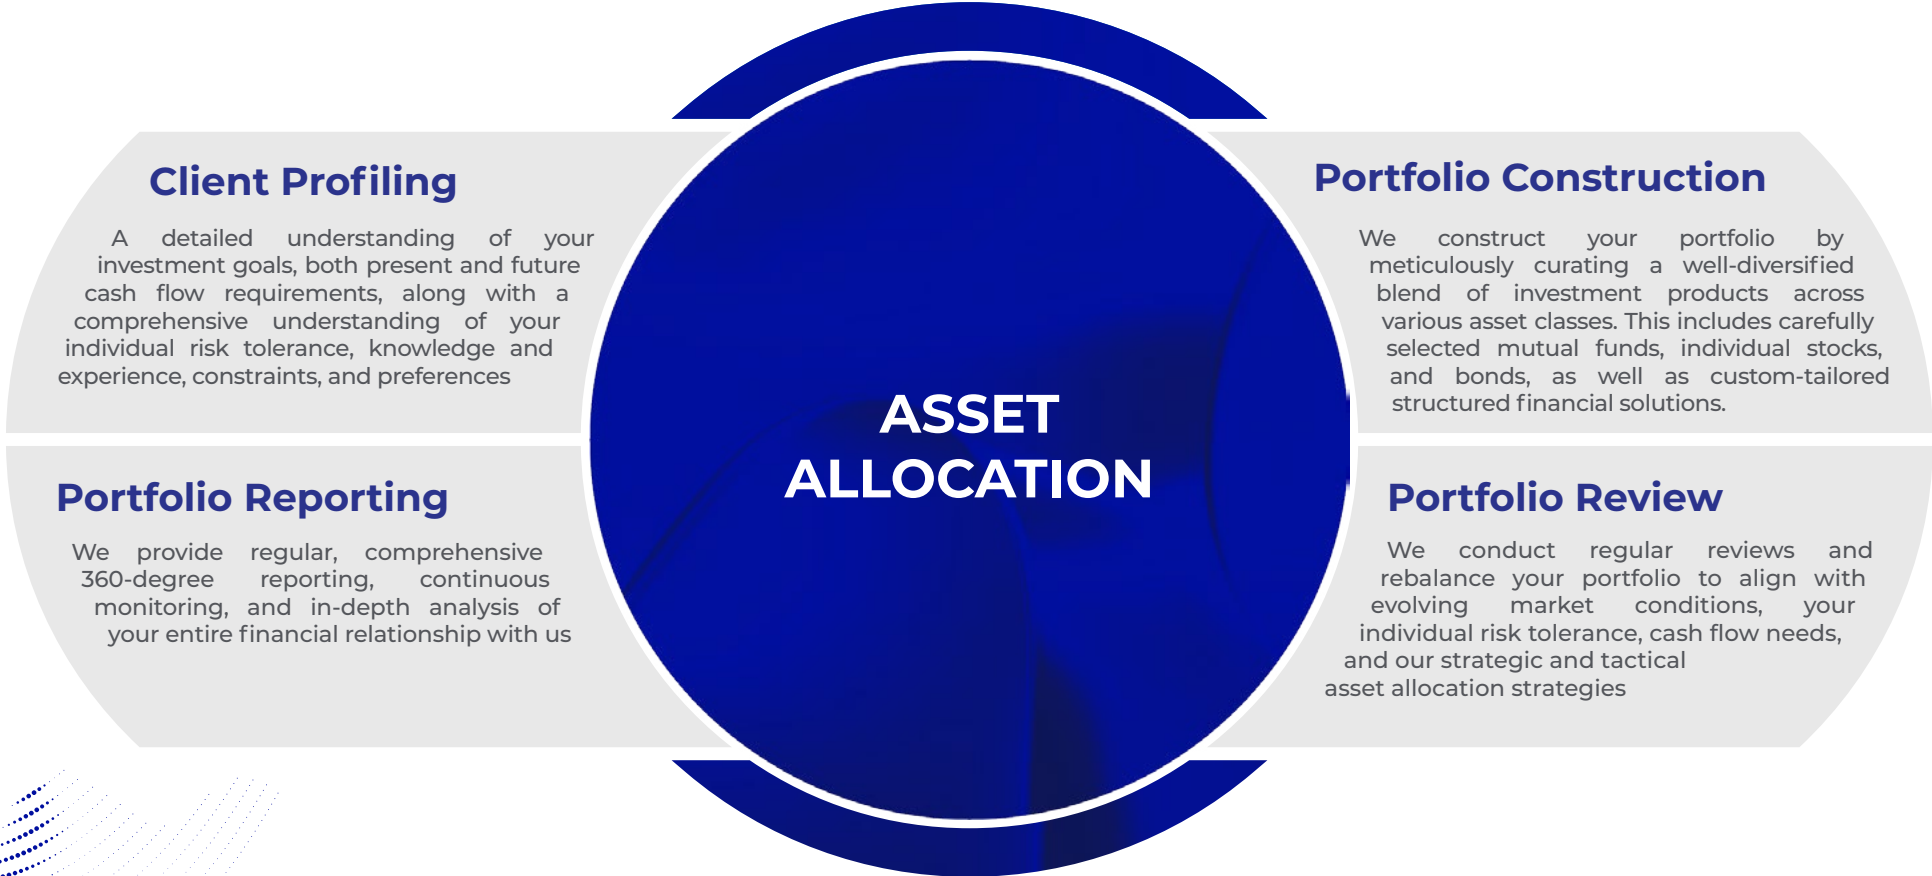 Client Profiling
A detailed understanding of your
investment goals, both present and future
cash flow requirements, along with a
comprehensive understanding of your
individual risk tolerance, knowledge and
experience, constraints, and preferences
Portfolio Reporting
We provide regular, comprehensive
360-degree reporting, continuous
monitoring, and in-depth analysis of
your entire financial relationship with us
ASSET
ALLOCATION
Portfolio Construction
We construct your portfolio by
meticulously curating a well-diversified
blend of investment products across
various asset classes. This includes carefully
selected mutual funds, individual stocks,
and bonds, as well as custom-tailored
structured financial solutions.
Portfolio Review
We conduct regular reviews and
rebalance your portfolio to align with
evolving market conditions, your
individual risk tolerance, cash flow needs,
and our strategic and tactical
asset allocation strategies